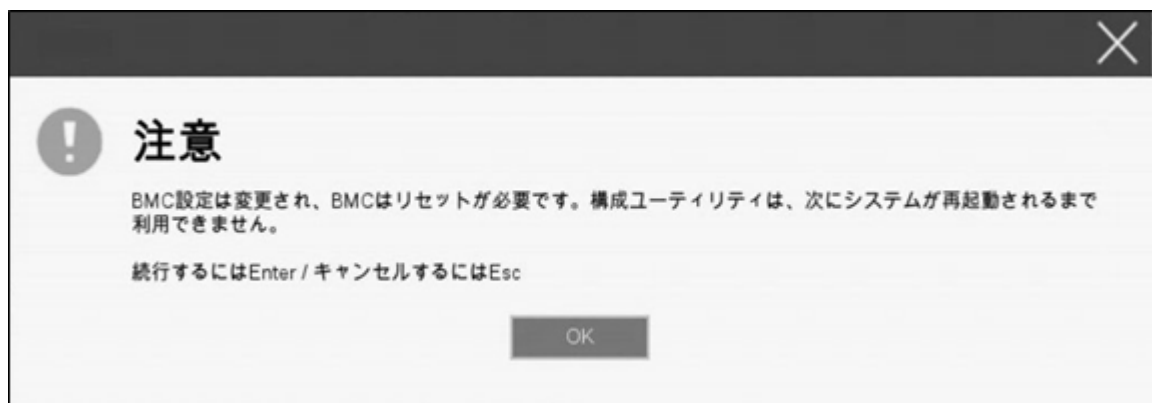 注意
BMC設定は変更され、BMCはリセットが必要です。構成ユーティリティは、次にシステムが再起動されるまで
利用できません。
続行するにはEnter / キャンセルするにはEsc
OK